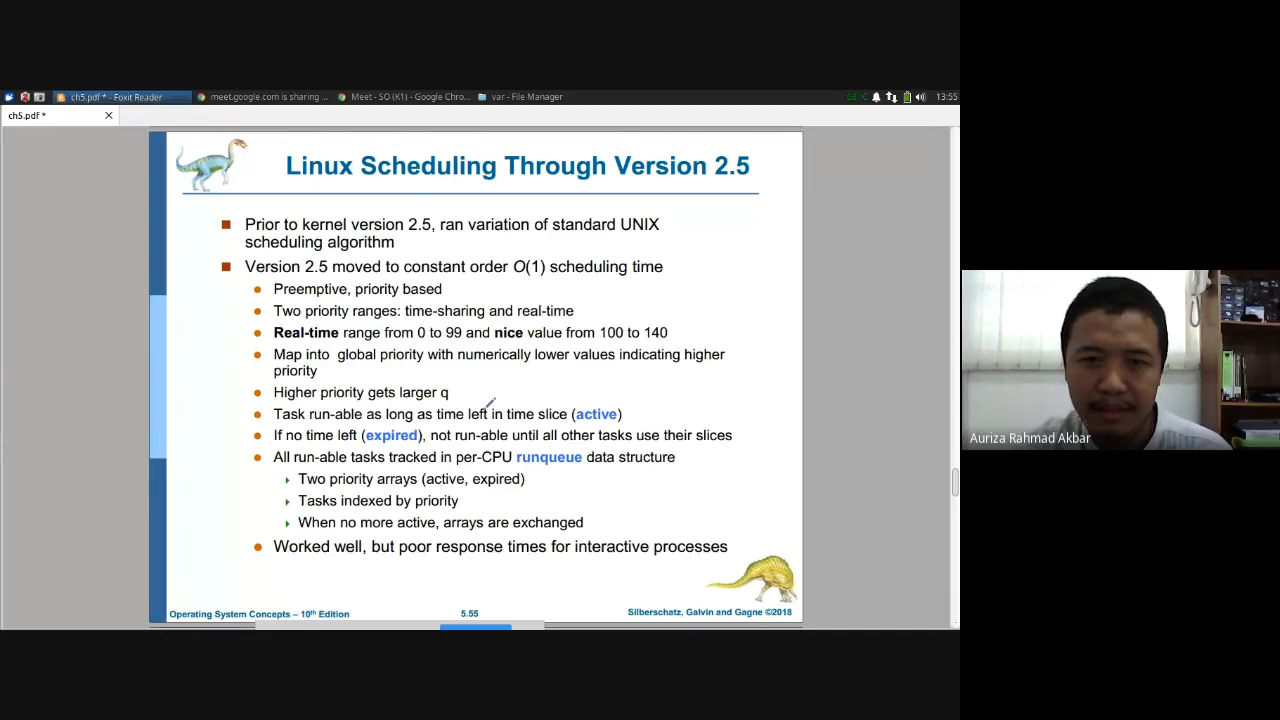 ch5.pdf * - Foxit Reader
meet.google.com is sharing ...
Meet - SO (K1) - Google Chro...
var - File Manager
68°C
13:55
ch5.pdf *
Linux Scheduling Through Version 2.5
Prior to kernel version 2.5, ran variation of standard UNIX
scheduling algorithm
Version 2.5 moved to constant order O(1) scheduling time
Preemptive, priority based
Two priority ranges: time-sharing and real-time
Real-time range from 0 to 99 and nice value from 100 to 140
Map into global priority with numerically lower values indicating higher
priority
Higher priority gets larger q
Task run-able as long as time left in time slice (active)
If no time left (expired), not run-able until all other tasks use their slices
All run-able tasks tracked in per-CPU runqueue data structure
Two priority arrays (active, expired)
Tasks indexed by priority
When no more active, arrays are exchanged
Worked well, but poor response times for interactive processes
Operating System Concepts – 10th Edition
5.55
Silberschatz, Galvin and Gagne ©2018
Auriza Rahmad Akbar